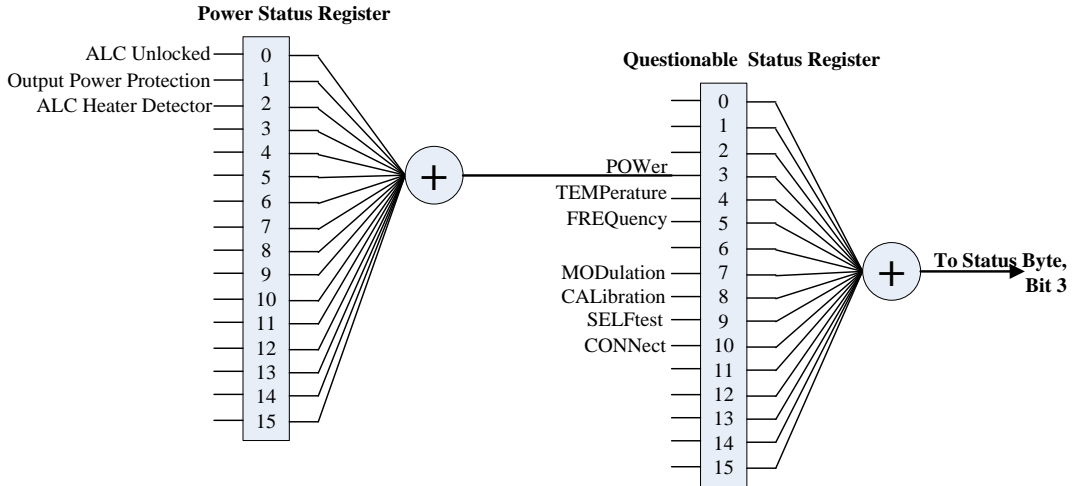 Power Status Register
ALC Unlocked
Output Power Protection
ALC Heater Detector
0
1
2
3
4
5
6
7
8
9
10
11
12
13
14
15
+
Questionable Status Register
POWer
TEMPerature
FREQuency
MODulation
CALibration
SELFtest
CONNect
0
1
2
3
4
5
6
7
8
9
10
11
12
13
14
15
+
To Status Byte,
Bit 3